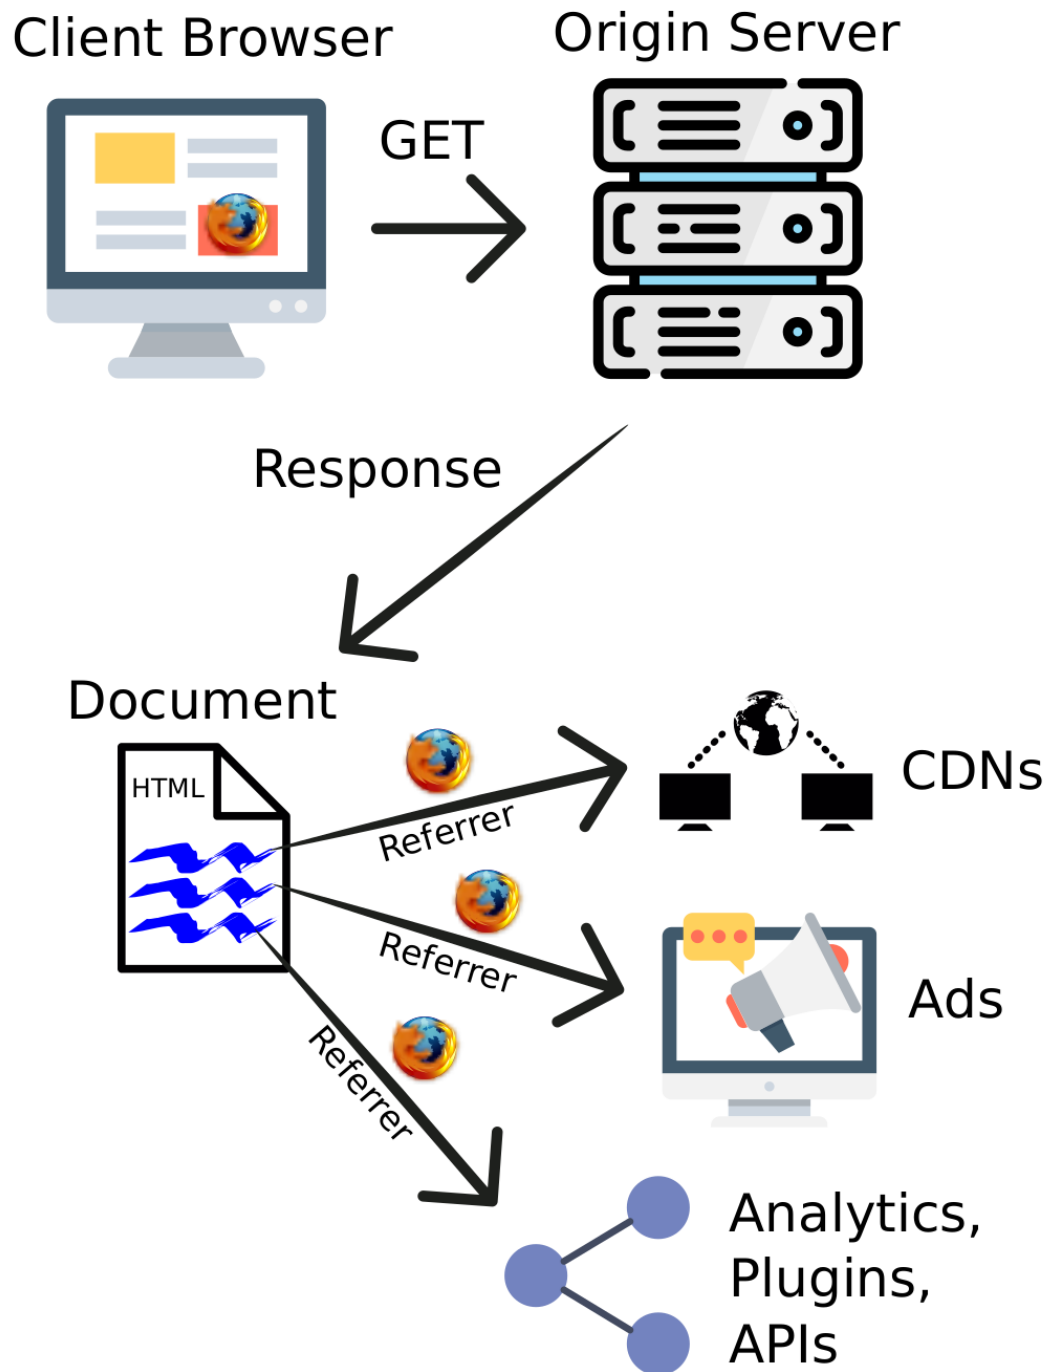 Client Browser
Origin Server
GET
Response
Document
HTML
Referrer
CDNs
Referrer
Ads
Referrer
Analytics,
Plugins,
APIs